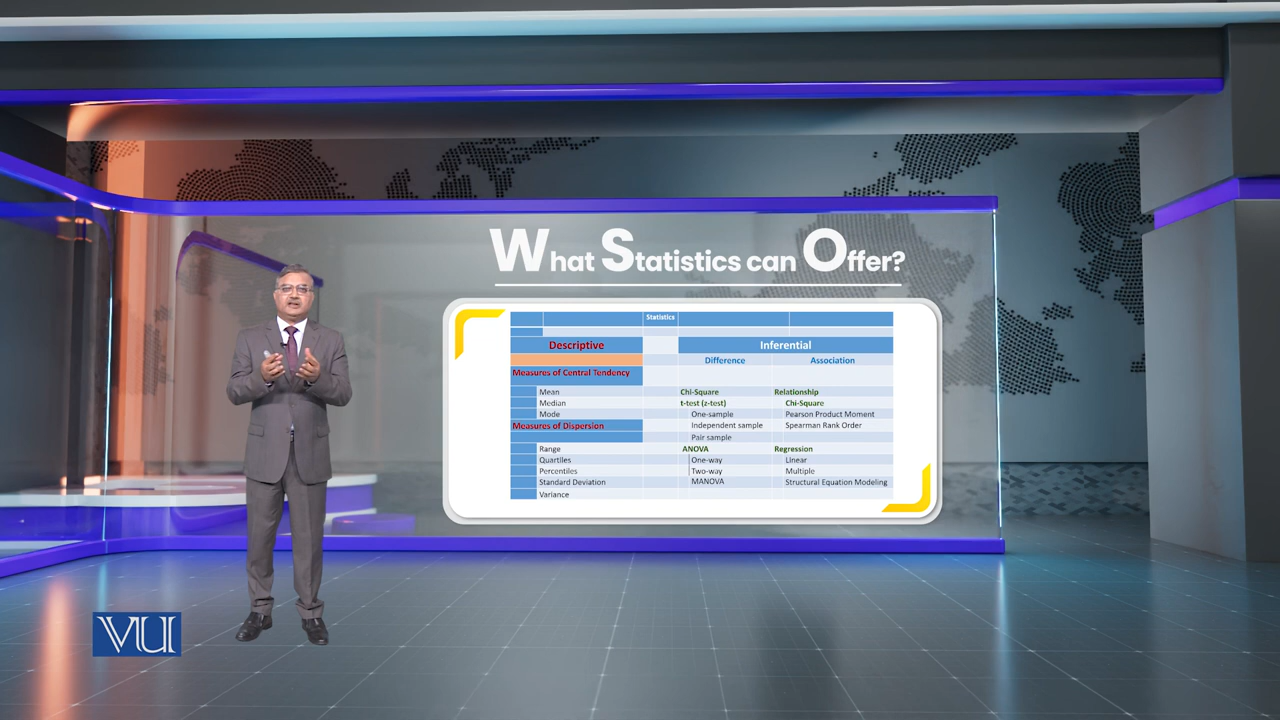 What Statistics can Offer?
Statistics
Descriptive Inferential
Difference Association
Measures of Central Tendency
Mean Chi-Square Relationship
Median t-test (z-test) Chi-Square
Mode One-sample Pearson Product Moment
Measures of Dispersion Independent sample Spearman Rank Order
Pair sample
Range ANOVA Regression
Quartiles One-way Linear
Percentiles Two-way Multiple
Standard Deviation MANOVA Structural Equation Modeling
Variance
VU